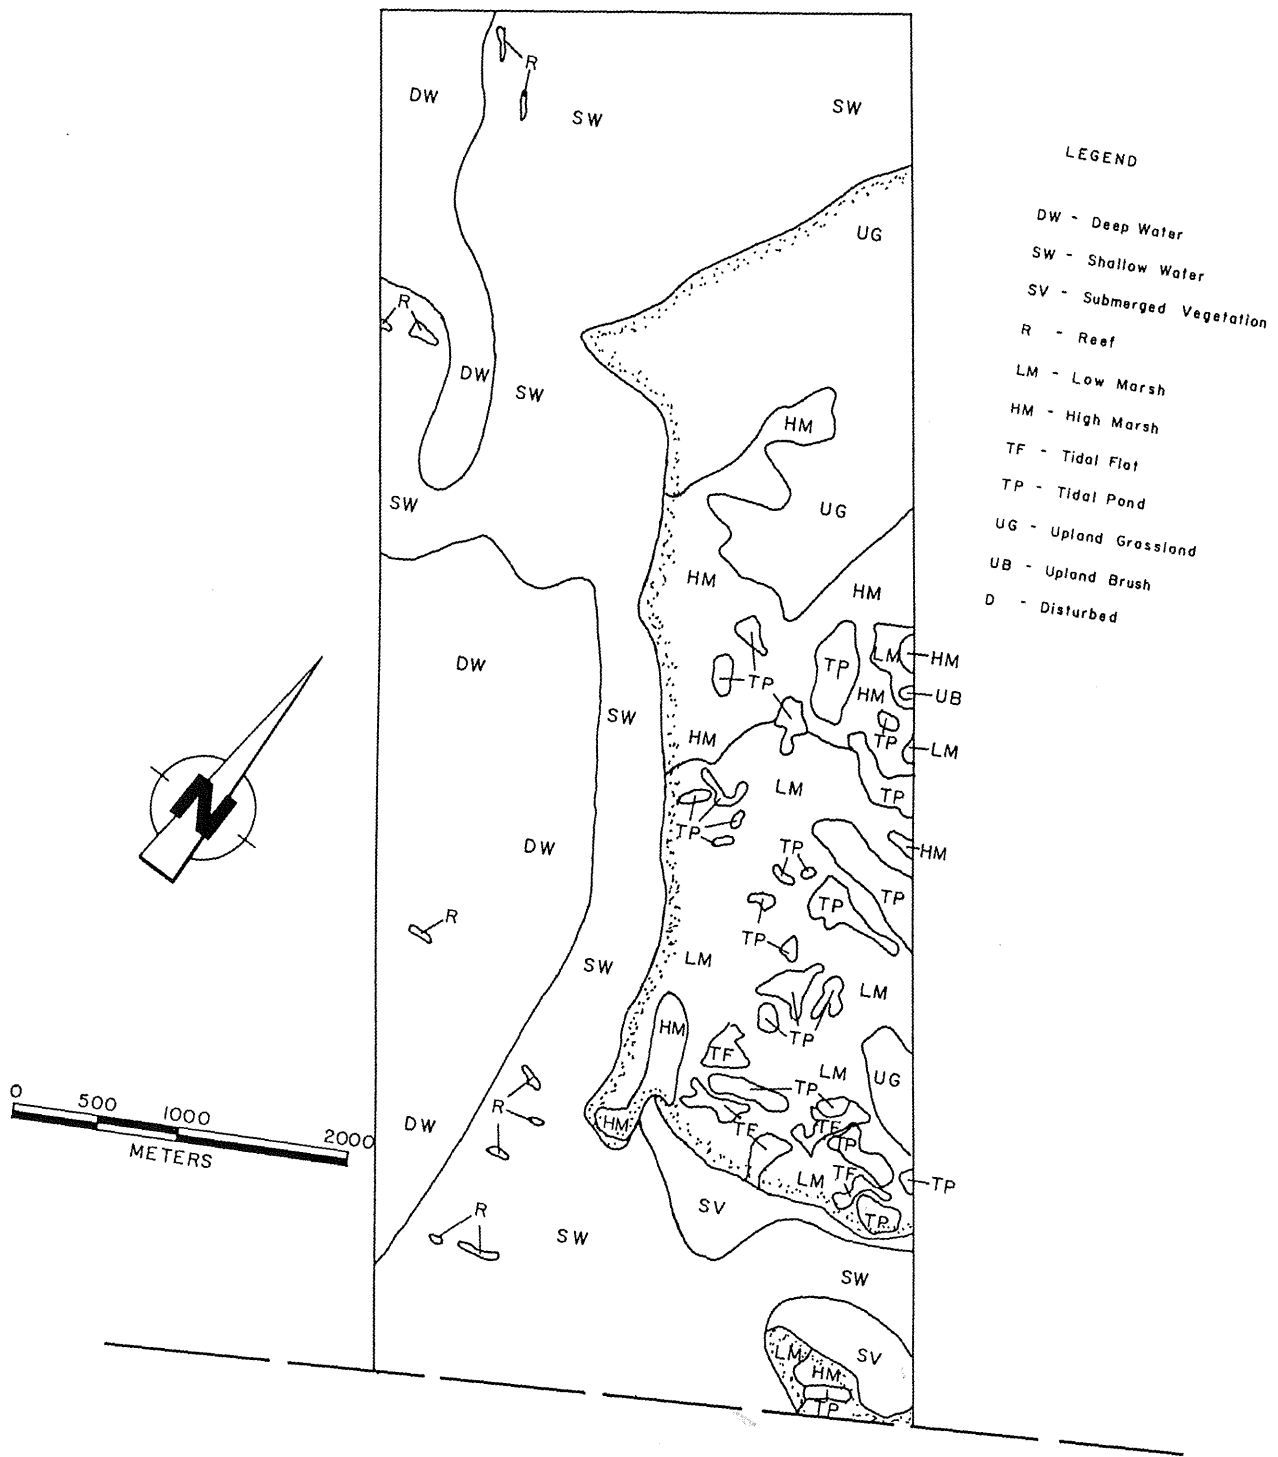 R
DW
SW
SW
LEGEND
UG
DW - Deep Water
SW - Shallow Water
SV - Submerged Vegetation
R - Reef
LM - Low Marsh
HM - High Marsh
TF - Tidal Flat
TP - Tidal Pond
UG - Upland Grassland
UB - Upland Brush
D - Disturbed
R
DW
SW
HM
SW
UG
HM
HM
DW
TP
LM
HM
TP
HM
UB
SW
HM
TP
LM
LM
TP
TP
DW
TP
HM
TP
TP
R
TP
SW
LM
LM
HM
TP
TF
LM
UG
TP
R
DW
HM
TF
TF
TP
LM
TF
TP
SV
R
SW
TP
SW
LM
SV
HM
TP
N
0
500
1000
2000
METERS